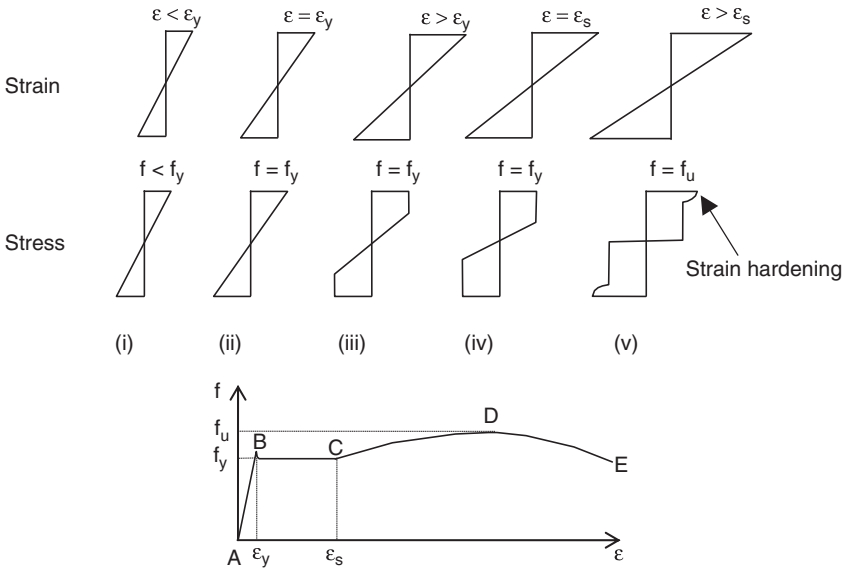 ε < εy ε = εy ε > εy ε = εs ε > εs
Strain
f < fy f = fy f = fy f = fy f = fu
Stress
Strain hardening
(i) (ii) (iii) (iv) (v)
f
D
fu
B C
fy
E
A εy εs ε